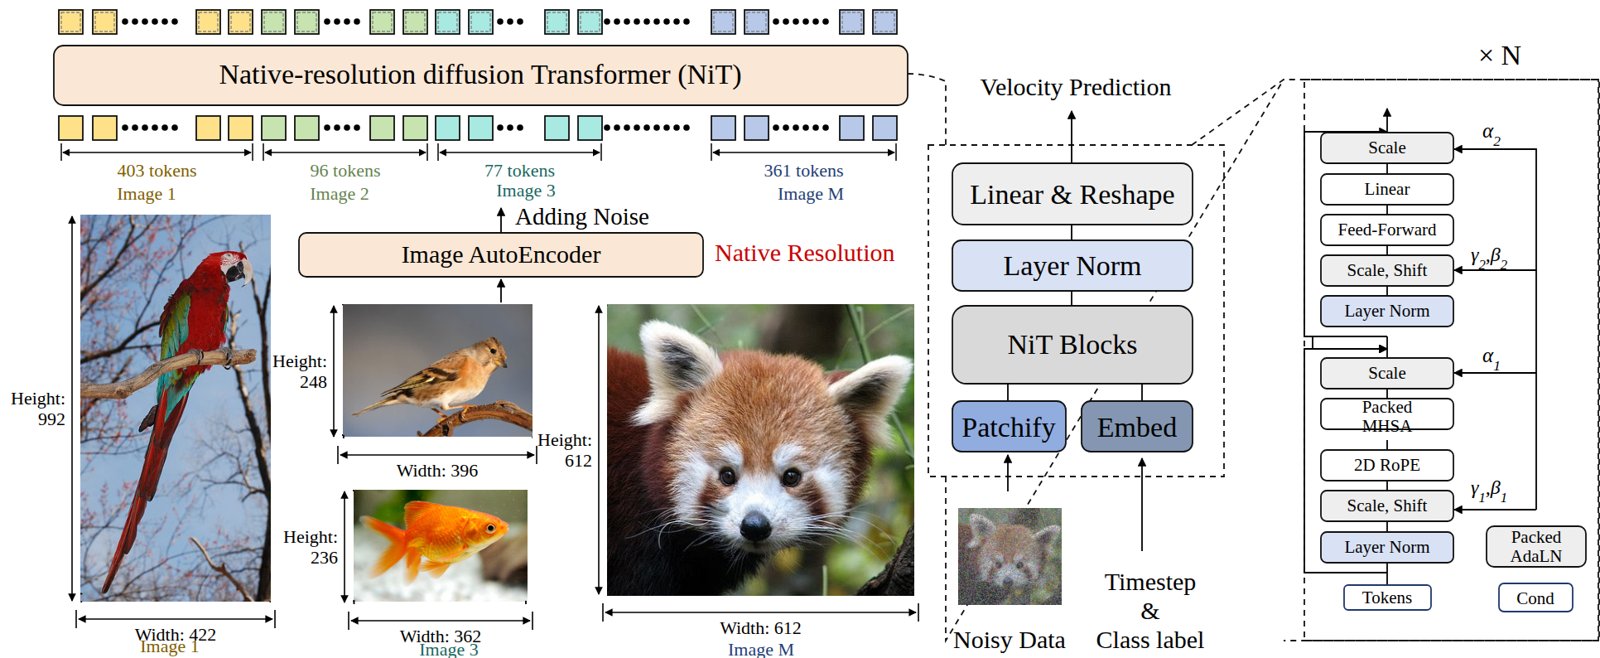 Native-resolution diffusion Transformer (NiT)
403 tokens
Image 1
96 tokens
Image 2
77 tokens
Image 3
361 tokens
Image M
Adding Noise
Image AutoEncoder
Native Resolution
Height:
992
Width: 422
Image 1
Height:
248
Width: 396
Height:
236
Width: 362
Image 3
Height:
612
Width: 612
Image M
Velocity Prediction
Linear & Reshape
Layer Norm
NiT Blocks
Patchify
Embed
Noisy Data
Timestep
&
Class label
× N
α2
Scale
Linear
Feed-Forward
γ2,β2
Scale, Shift
Layer Norm
α1
Scale
Packed
MHSA
2D RoPE
γ1,β1
Scale, Shift
Layer Norm
Packed
AdaLN
Tokens
Cond